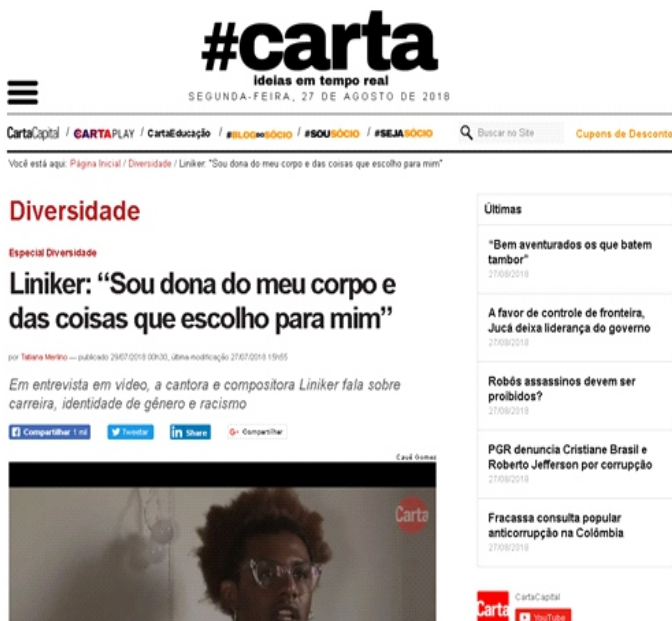 #carta
ideias em tempo real
SEGUNDA-FEIRA, 27 DE AGOSTO DE 2018
CartaCapital / CARTAPLAY / CartaEducação / #BLOGDOSÓCIO / #SOUSÓCIO / #SEJASÓCIO Buscar no Site Cupons de Desconto
Você está aqui: Página Inicial / Diversidade / Liniker: "Sou dona do meu corpo e das coisas que escolho para mim"
Diversidade
Especial Diversidade
Liniker: “Sou dona do meu corpo e
das coisas que escolho para mim”
por Tatiana Merlino — publicado 29/07/2018 00h30, última modificação 27/07/2018 15h55
Em entrevista em vídeo, a cantora e compositora Liniker fala sobre
carreira, identidade de gênero e racismo
Compartilhar 1 mil Tweetar in Share G+ Compartilhar
Cauê Gomes
Carta
Últimas
“Bem aventurados os que batem
tambor”
27/08/2018
A favor de controle de fronteira,
Jucá deixa liderança do governo
27/08/2018
Robôs assassinos devem ser
proibidos?
27/08/2018
PGR denuncia Cristiane Brasil e
Roberto Jefferson por corrupção
27/08/2018
Fracassa consulta popular
anticorrupção na Colômbia
27/08/2018
Carta
CartaCapital
YouTube